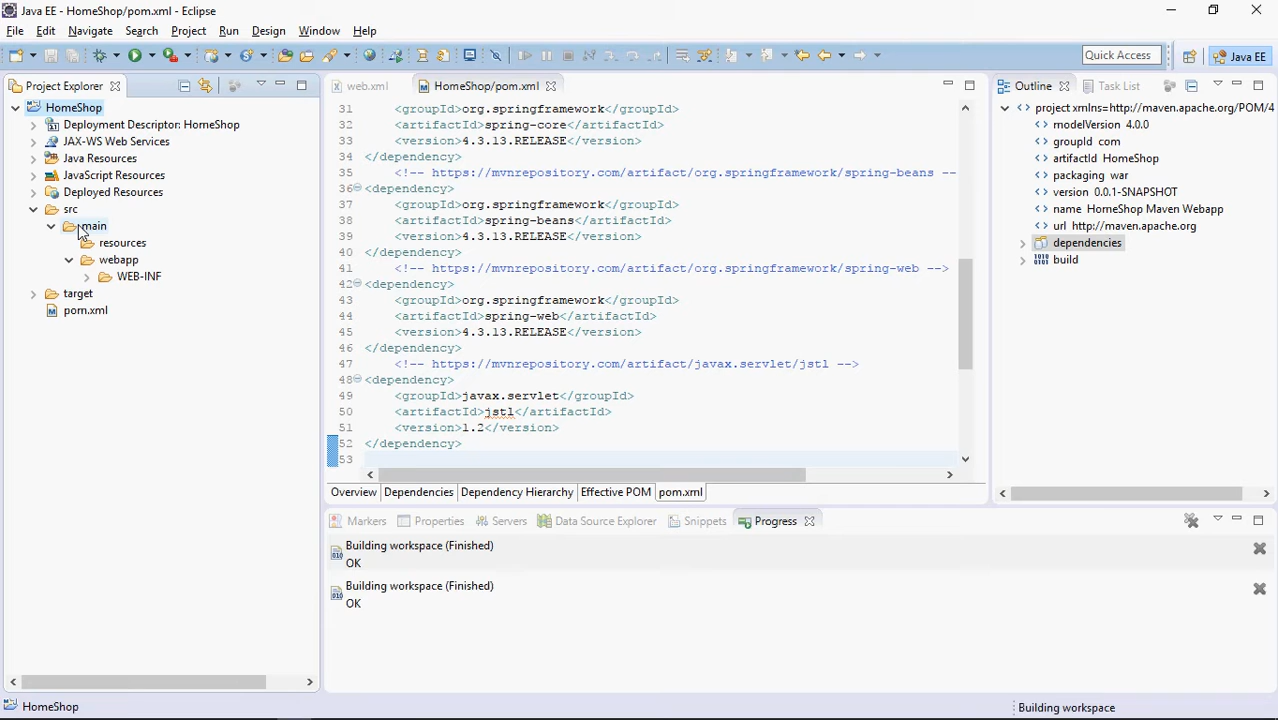 Java EE - HomeShop/pom.xml - Eclipse
File Edit Navigate Search Project Run Design Window Help
Quick Access
Java EE
Project Explorer
HomeShop
Deployment Descriptor: HomeShop
JAX-WS Web Services
Java Resources
JavaScript Resources
Deployed Resources
src
main
resources
webapp
WEB-INF
target
pom.xml
web.xml
HomeShop/pom.xml
31 <groupId>org.springframework</groupId>
32 <artifactId>spring-core</artifactId>
33 <version>4.3.13.RELEASE</version>
34 </dependency>
35 <!-- https://mvnrepository.com/artifact/org.springframework/spring-beans --
36 <dependency>
37 <groupId>org.springframework</groupId>
38 <artifactId>spring-beans</artifactId>
39 <version>4.3.13.RELEASE</version>
40 </dependency>
41 <!-- https://mvnrepository.com/artifact/org.springframework/spring-web -->
42 <dependency>
43 <groupId>org.springframework</groupId>
44 <artifactId>spring-web</artifactId>
45 <version>4.3.13.RELEASE</version>
46 </dependency>
47 <!-- https://mvnrepository.com/artifact/javax.servlet/jstl -->
48 <dependency>
49 <groupId>javax.servlet</groupId>
50 <artifactId>jstl</artifactId>
51 <version>1.2</version>
52 </dependency>
53
Overview Dependencies Dependency Hierarchy Effective POM pom.xml
Outline Task List
project xmlns=http://maven.apache.org/POM/4
modelVersion 4.0.0
groupId com
artifactId HomeShop
packaging war
version 0.0.1-SNAPSHOT
name HomeShop Maven Webapp
url http://maven.apache.org
dependencies
build
Markers Properties Servers Data Source Explorer Snippets Progress
Building workspace (Finished)
OK
Building workspace (Finished)
OK
HomeShop
Building workspace